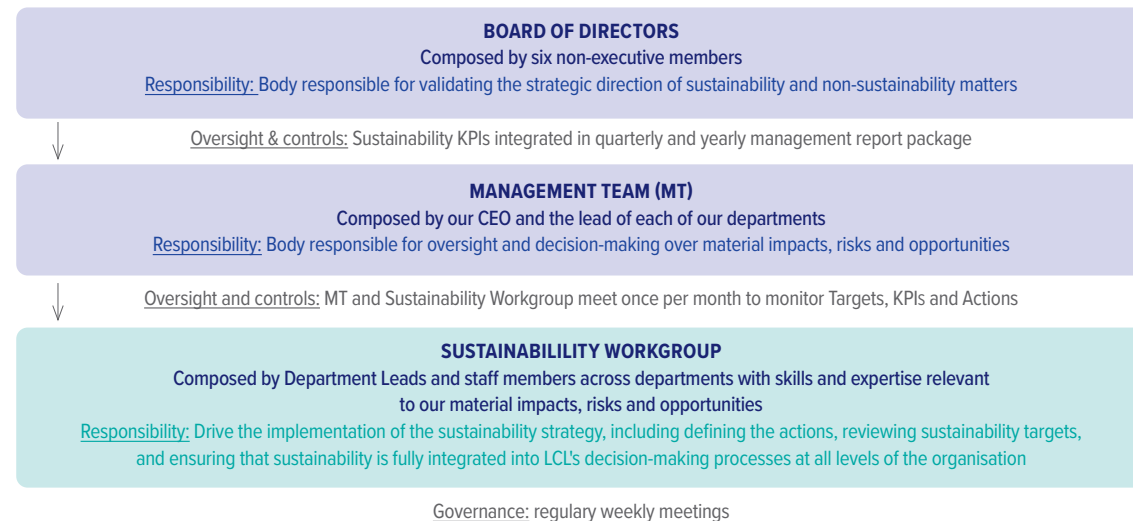 BOARD OF DIRECTORS
Composed by six non-executive members
Responsibility: Body responsible for validating the strategic direction of sustainability and non-sustainability matters
Oversight & controls: Sustainability KPIs integrated in quarterly and yearly management report package
MANAGEMENT TEAM (MT)
Composed by our CEO and the lead of each of our departments
Responsibility: Body responsible for oversight and decision-making over material impacts, risks and opportunities
Oversight and controls: MT and Sustainability Workgroup meet once per month to monitor Targets, KPIs and Actions
SUSTAINABILILITY WORKGROUP
Composed by Department Leads and staff members across departments with skills and expertise relevant
to our material impacts, risks and opportunities
Responsibility: Drive the implementation of the sustainability strategy, including defining the actions, reviewing sustainability targets,
and ensuring that sustainability is fully integrated into LCL's decision-making processes at all levels of the organisation
Governance: regulary weekly meetings